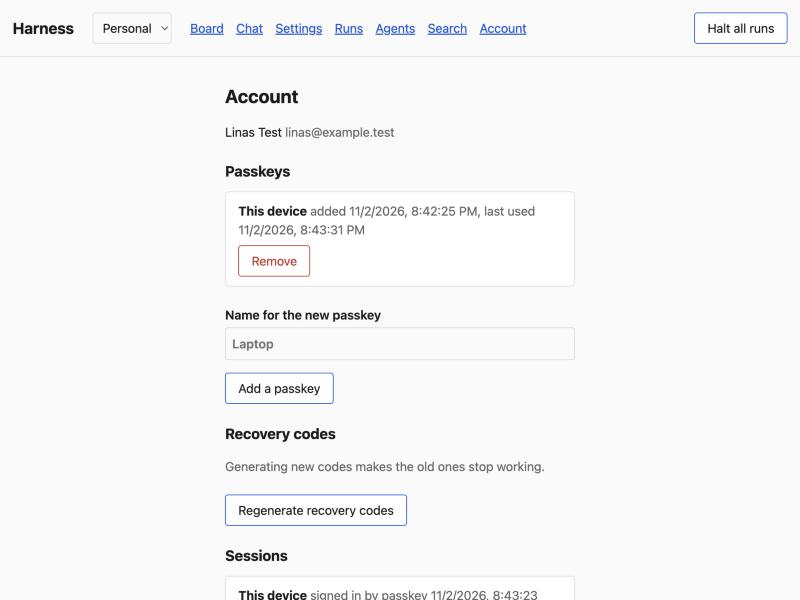 Harness
Personal
Board Chat Settings Runs Agents Search Account
Halt all runs
Account
Linas Test linas@example.test
Passkeys
This device added 11/2/2026, 8:42:25 PM, last used
11/2/2026, 8:43:31 PM
Remove
Name for the new passkey
Laptop
Add a passkey
Recovery codes
Generating new codes makes the old ones stop working.
Regenerate recovery codes
Sessions
This device signed in by passkey 11/2/2026, 8:43:23